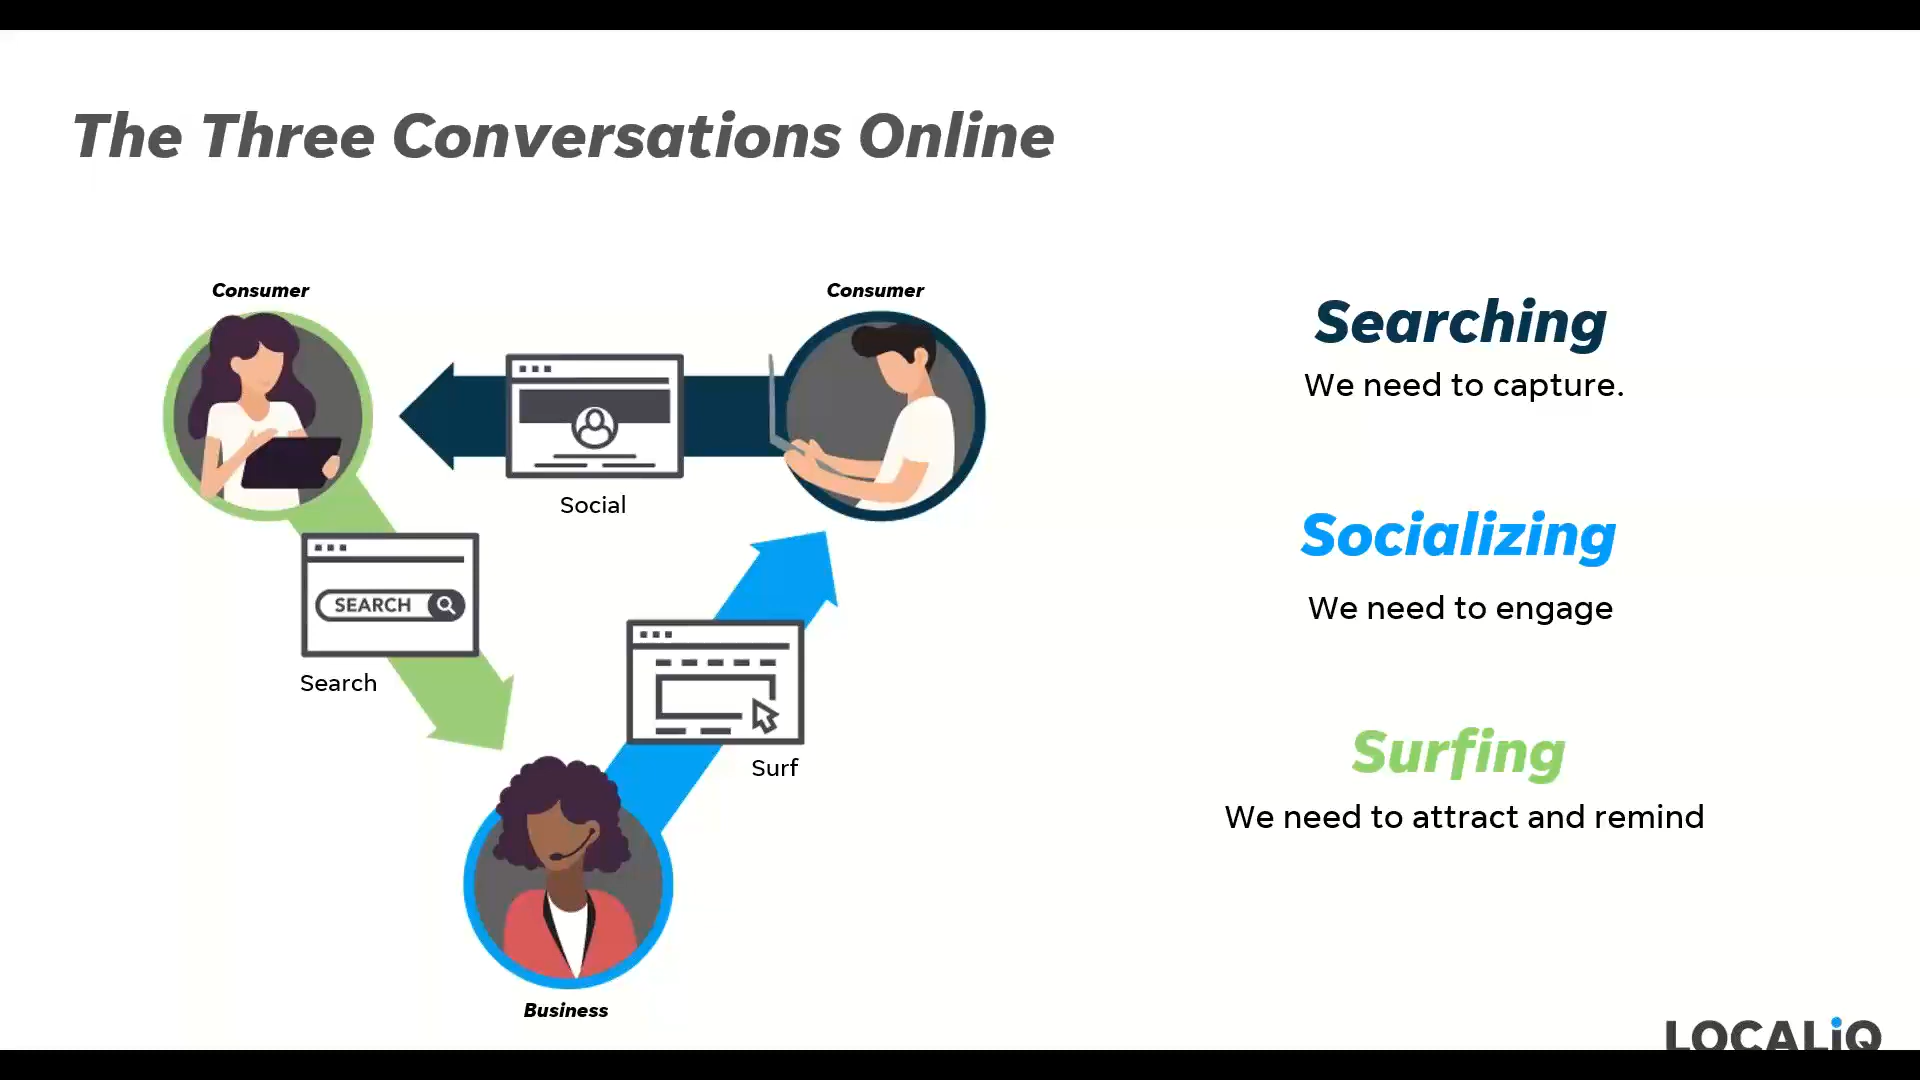 The Three Conversations Online
Consumer
Consumer
Social
SEARCH
Search
Surf
Business
Searching
We need to capture.
Socializing
We need to engage
Surfing
We need to attract and remind
LOCALiQ